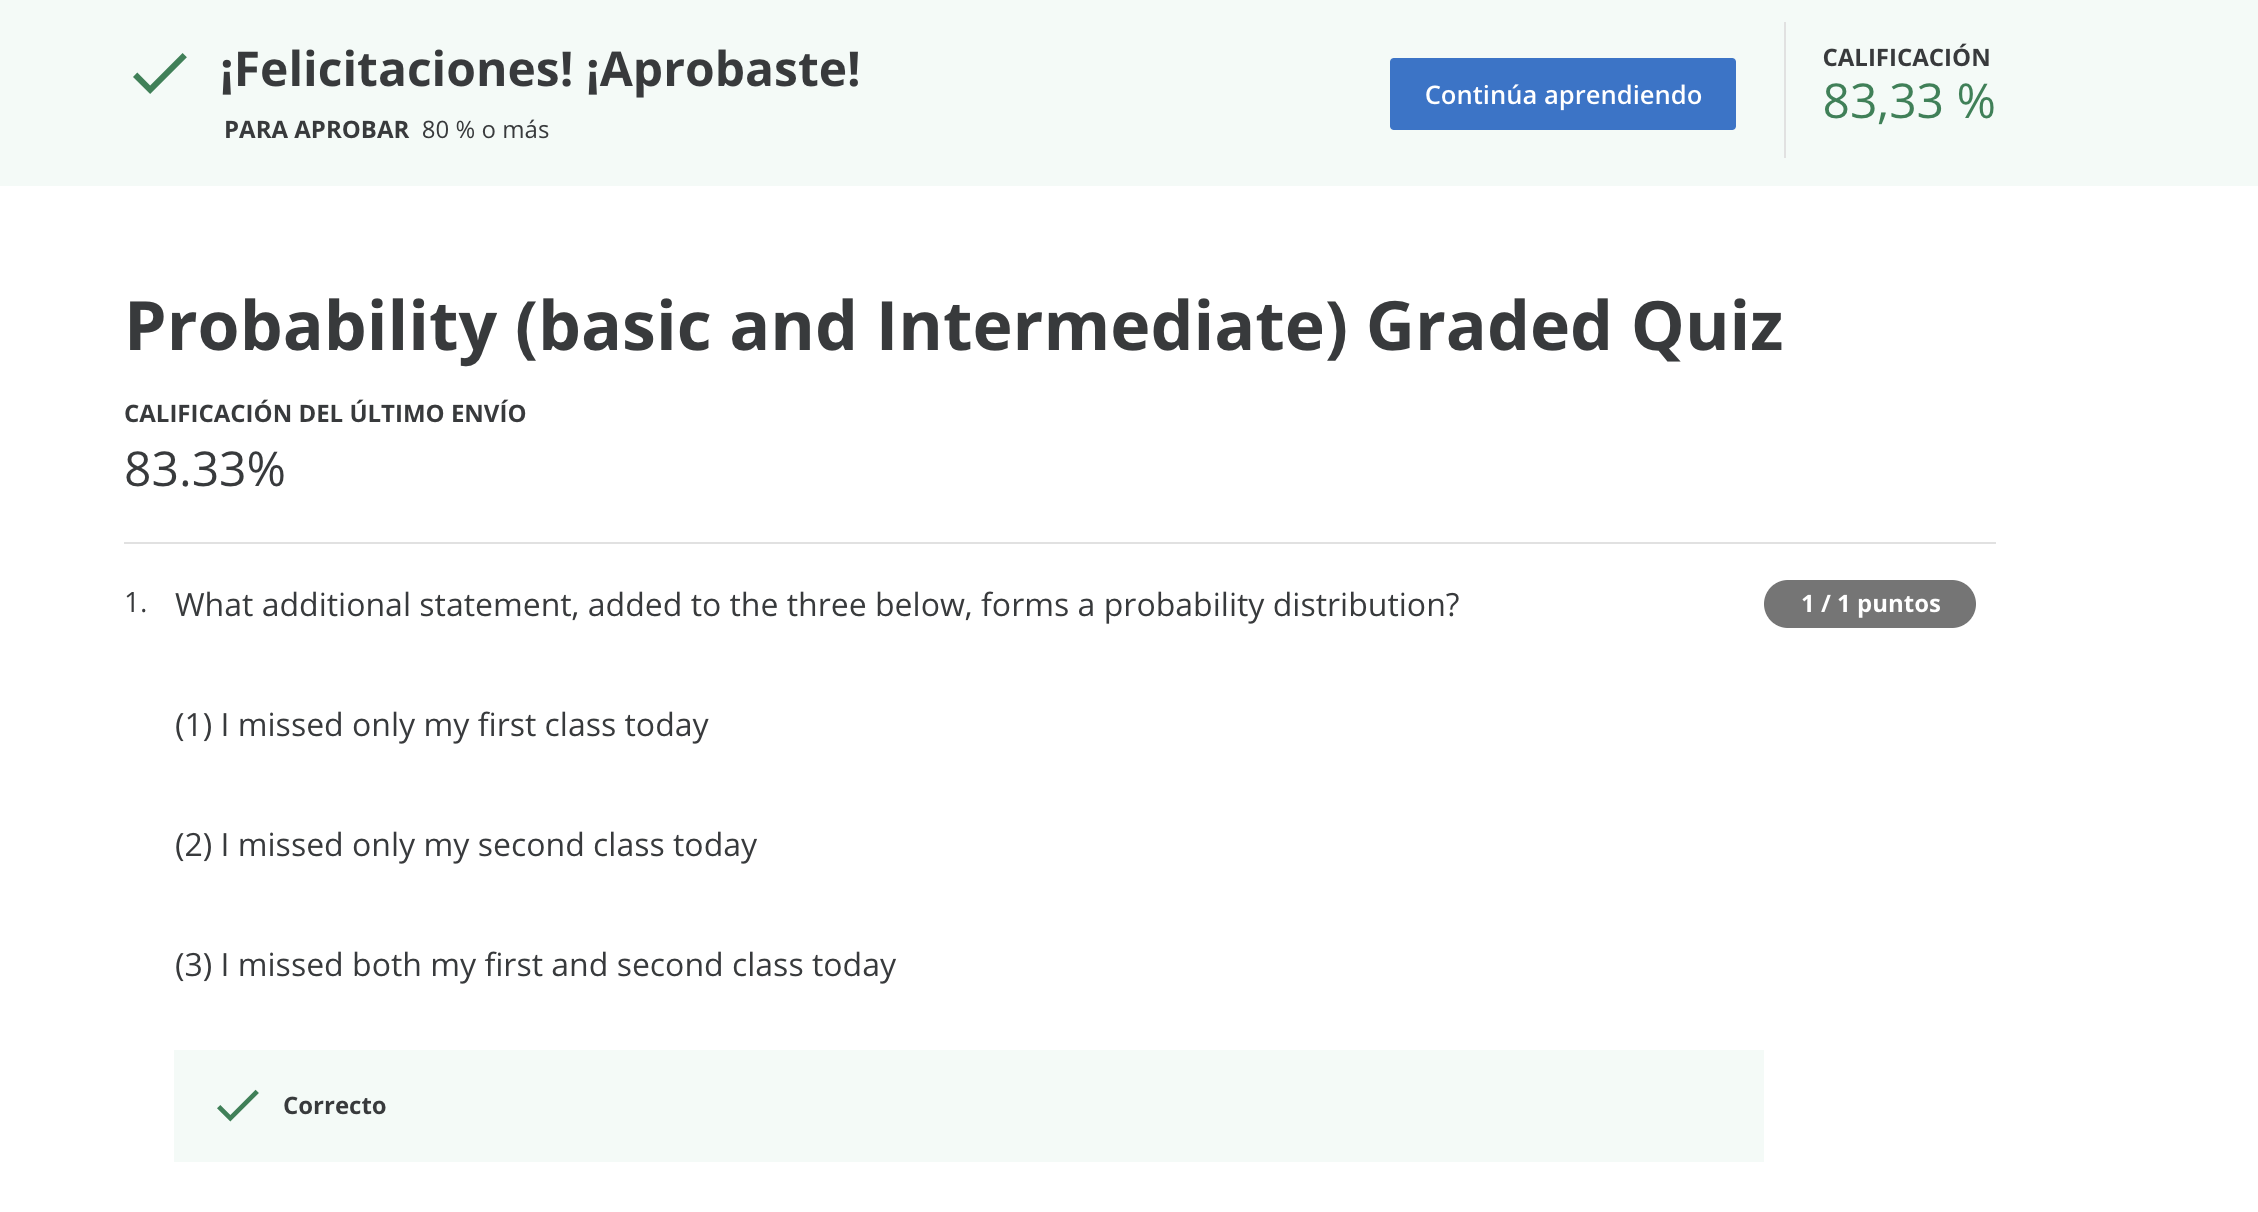 ¡Felicitaciones! ¡Aprobaste!
PARA APROBAR 80 % o más
Continúa aprendiendo
CALIFICACIÓN
83,33 %
Probability (basic and Intermediate) Graded Quiz
CALIFICACIÓN DEL ÚLTIMO ENVÍO
83.33%
1. What additional statement, added to the three below, forms a probability distribution?
1 / 1 puntos
(1) I missed only my first class today
(2) I missed only my second class today
(3) I missed both my first and second class today
Correcto